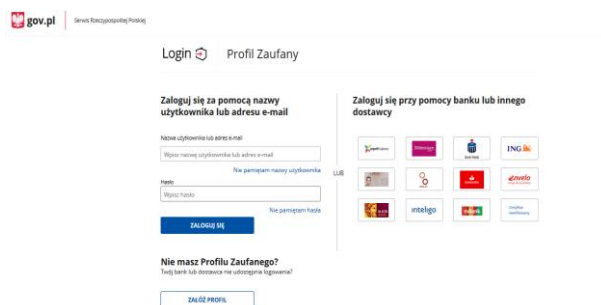 gov.pl
Serwis Rzeczypospolitej Polskiej
Login
Profil Zaufany
Zaloguj się za pomocą nazwy
użytkownika lub adresu e-mail
Nazwa użytkownika lub adres e-mail
Wpisz nazwę użytkownika lub adres e-mail
Nie pamiętam nazwy użytkownika
Hasło
Wpisz hasło
Nie pamiętam hasła
ZALOGUJ SIĘ
LUB
Zaloguj się przy pomocy banku lub innego
dostawcy
Millennium
ING
Envelo
inteligo
Nie masz Profilu Zaufanego?
Twój bank lub dostawca nie udostępnia logowania?
ZAŁÓŻ PROFIL